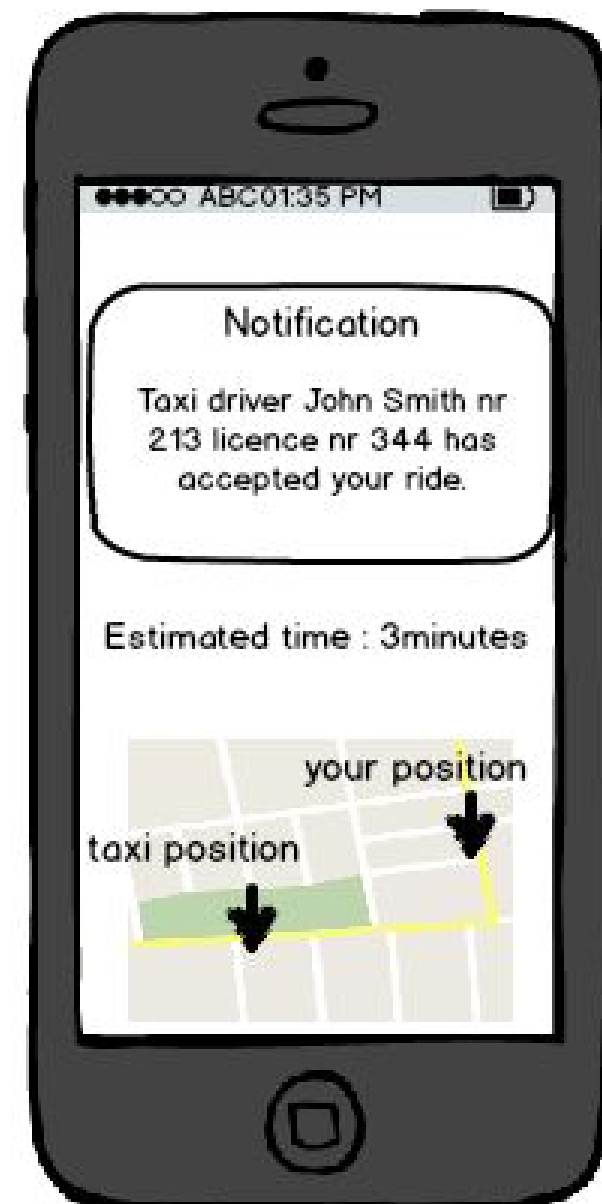 ABC01:35 PM
Notification
Taxi driver John Smith nr
213 licence nr 344 has
accepted your ride.
Estimated time : 3minutes
your position
taxi position